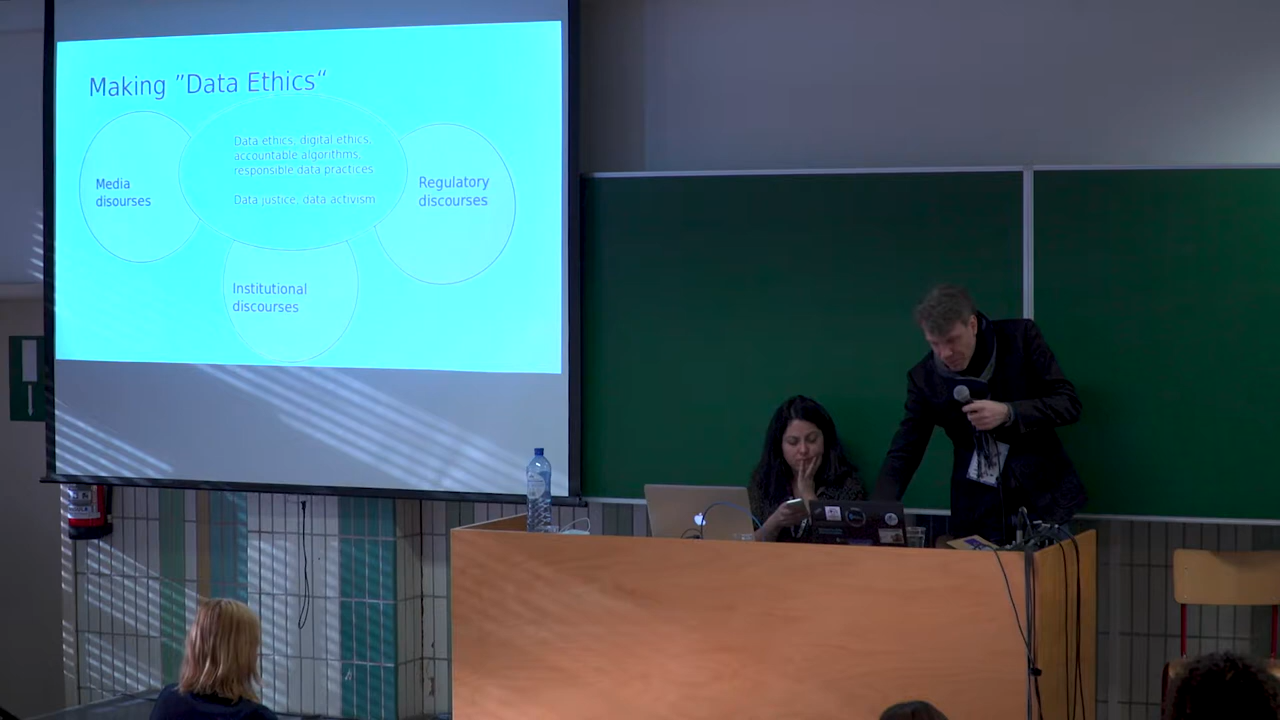 Making ”Data Ethics“
Data ethics, digital ethics,
accountable algorithms,
responsible data practices
Data justice, data activism
Media
disourses
Regulatory
discourses
Institutional
discourses